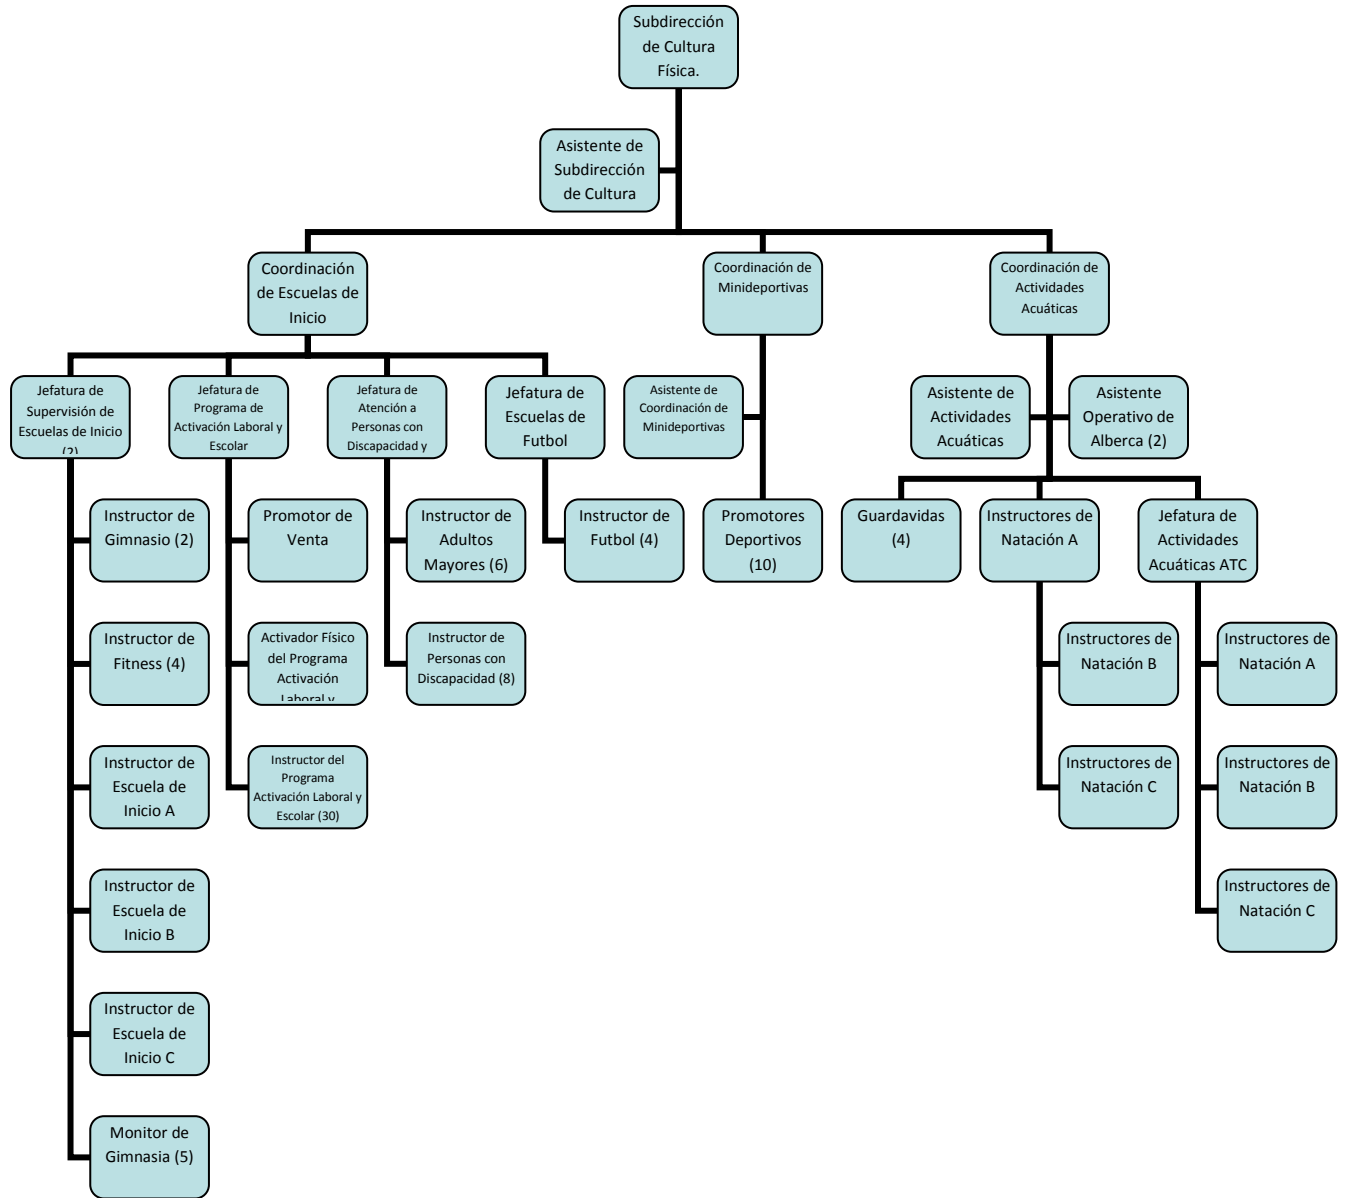 Subdirección
de Cultura
Física.
Asistente de
Subdirección
de Cultura
Coordinación
de Escuelas de
Inicio
Coordinación de
Minideportivas
Coordinación de
Actividades
Acuáticas
Jefatura de
Supervisión de
Escuelas de Inicio
(2)
Jefatura de
Programa de
Activación Laboral y
Escolar
Jefatura de
Atención a
Personas con
Discapacidad y
Jefatura de
Escuelas de
Futbol
Asistente de
Coordinación de
Minideportivas
Asistente de
Actividades
Acuáticas
Asistente
Operativo de
Alberca (2)
Instructor de
Gimnasio (2)
Promotor de
Venta
Instructor de
Adultos
Mayores (6)
Instructor de
Futbol (4)
Promotores
Deportivos
(10)
Guardavidas
(4)
Instructores de
Natación A
Jefatura de
Actividades
Acuáticas ATC
Instructor de
Fitness (4)
Activador Físico
del Programa
Activación
Laboral y
Instructor de
Personas con
Discapacidad (8)
Instructores de
Natación B
Instructores de
Natación A
Instructor de
Escuela de
Inicio A
Instructor del
Programa
Activación Laboral y
Escolar (30)
Instructores de
Natación C
Instructores de
Natación B
Instructor de
Escuela de
Inicio B
Instructores de
Natación C
Instructor de
Escuela de
Inicio C
Monitor de
Gimnasia (5)